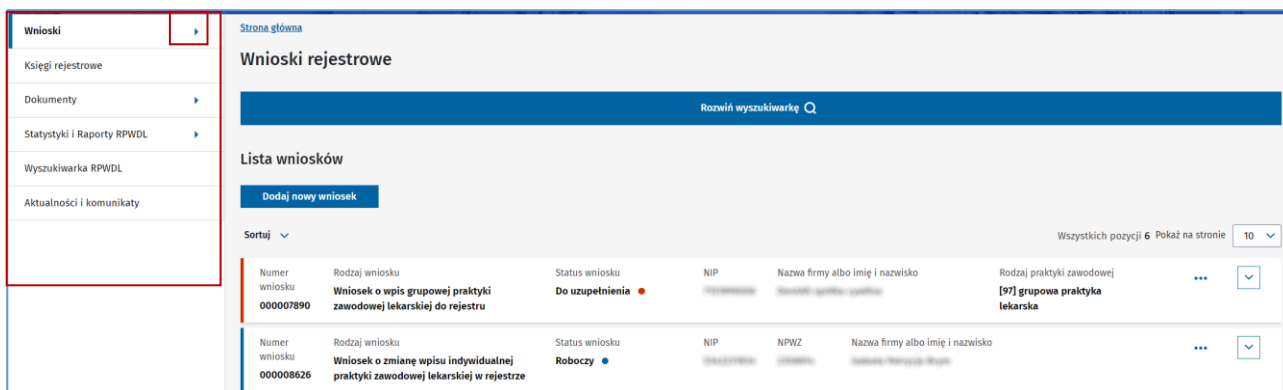 Wnioski
Księgi rejestrowe
Dokumenty
Statystyki i Raporty RPWDL
Wyszukiwarka RPWDL
Aktualności i komunikaty
Strona główna
Wnioski rejestrowe
Rozwiń wyszukiwarkę
Lista wniosków
Dodaj nowy wniosek
Sortuj
Wszystkich pozycji 6 Pokaż na stronie 10
Numer wniosku
000007890
Rodzaj wniosku
Wniosek o wpis grupowej praktyki
zawodowej lekarskiej do rejestru
Status wniosku
Do uzupełnienia
NIP
Nazwa firmy albo imię i nazwisko
Rodzaj praktyki zawodowej
[97] grupowa praktyka
lekarska
Numer wniosku
000008626
Rodzaj wniosku
Wniosek o zmianę wpisu indywidualnej
praktyki zawodowej lekarskiej w rejestrze
Status wniosku
Roboczy
NIP
NPWZ
Nazwa firmy albo imię i nazwisko